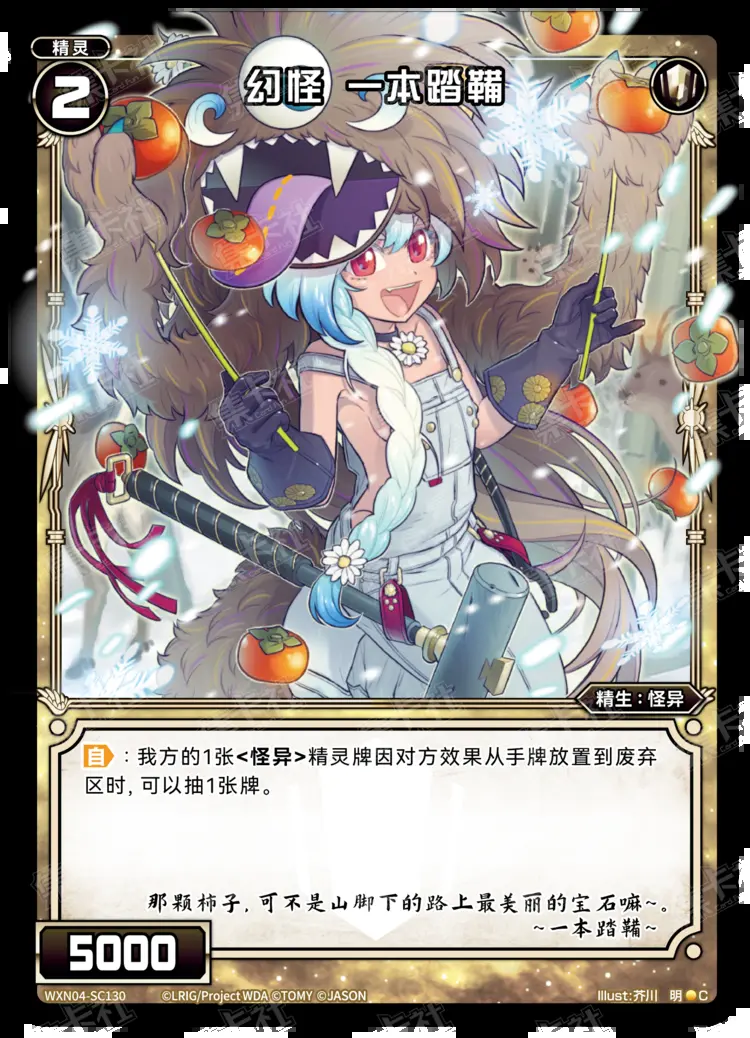 精灵
2
幻怪 一本踏鞴
精生：怪异
自：我方的1张<怪异>精灵牌因对方效果从手牌放置到废弃
区时，可以抽1张牌。
那颗柿子，可不是山脚下的路上最美丽的宝石嘛~。
~一本踏鞴~
5000
WXN04-SC130 ©LRIG/Project WDA ©TOMY ©JASON Illust:芥川 明 C
集卡社